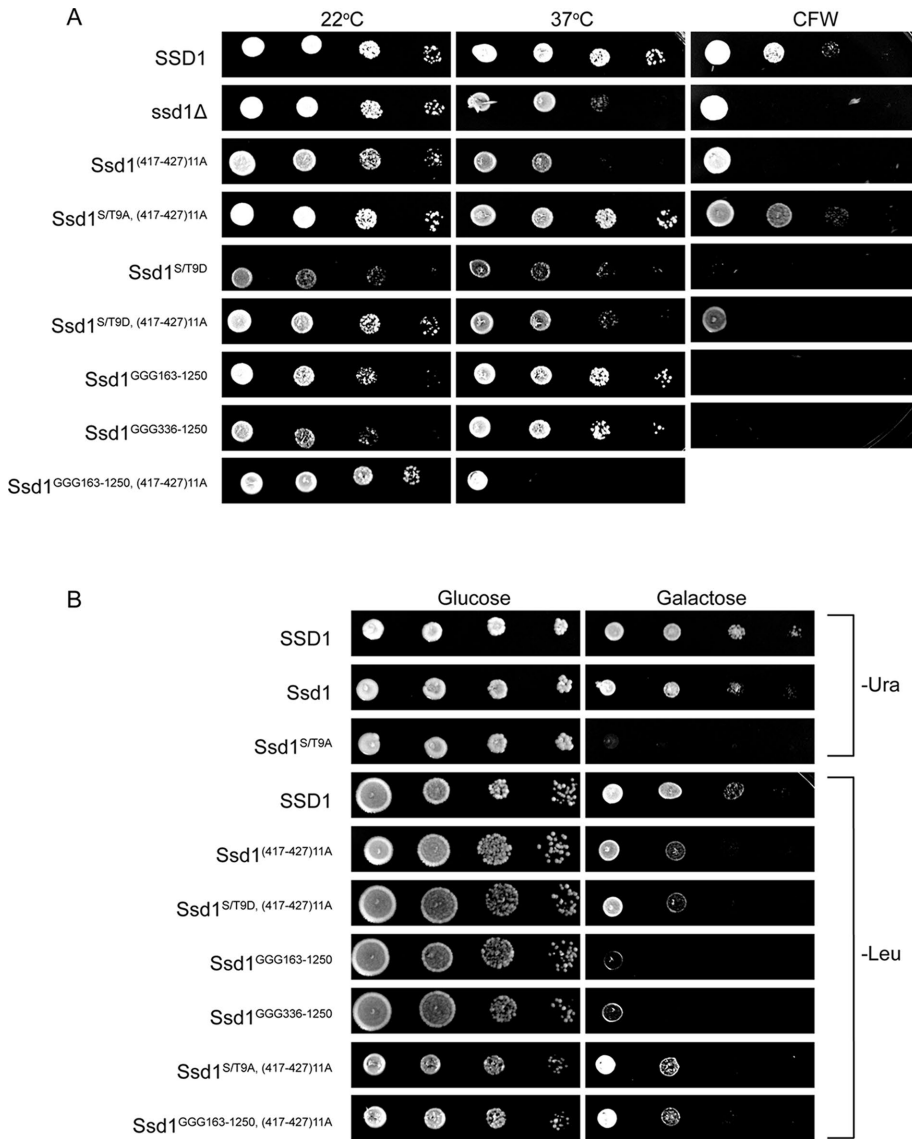 A
22°C 37°C CFW
SSD1
ssd1Δ
Ssd1(417-427)11A
Ssd1S/T9A, (417-427)11A
Ssd1S/T9D
Ssd1S/T9D, (417-427)11A
Ssd1GGG163-1250
Ssd1GGG336-1250
Ssd1GGG163-1250, (417-427)11A
B
Glucose Galactose
SSD1
Ssd1
Ssd1S/T9A
-Ura
SSD1
Ssd1(417-427)11A
Ssd1S/T9D, (417-427)11A
Ssd1GGG163-1250
Ssd1GGG336-1250
Ssd1S/T9A, (417-427)11A
Ssd1GGG163-1250, (417-427)11A
-Leu